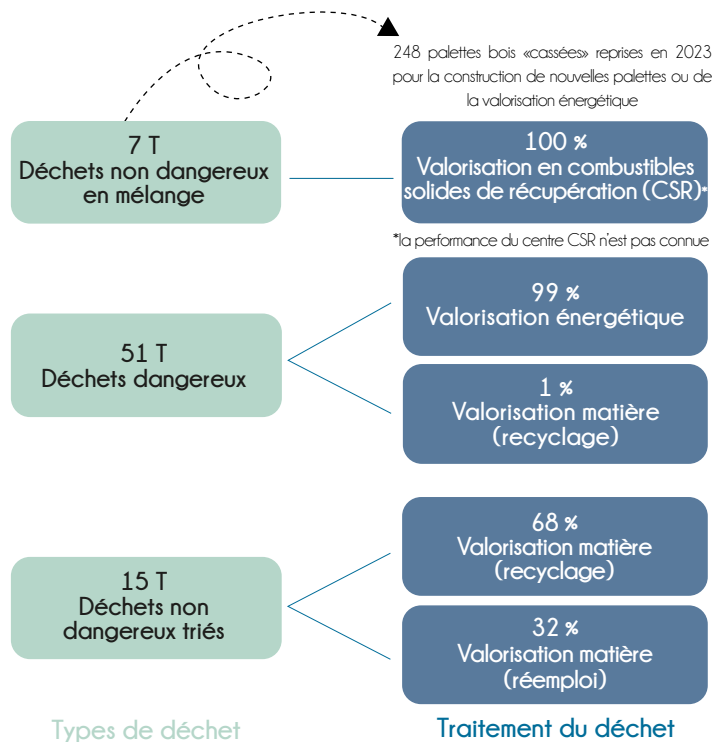 248 palettes bois «cassées» reprises en 2023
pour la construction de nouvelles palettes ou de
la valorisation énergétique
7 T
Déchets non dangereux
en mélange
100 %
Valorisation en combustibles
solides de récupération (CSR)*
*la performance du centre CSR n'est pas connue
51 T
Déchets dangereux
99 %
Valorisation énergétique
1 %
Valorisation matière
(recyclage)
15 T
Déchets non
dangereux triés
68 %
Valorisation matière
(recyclage)
32 %
Valorisation matière
(réemploi)
Types de déchet
Traitement du déchet